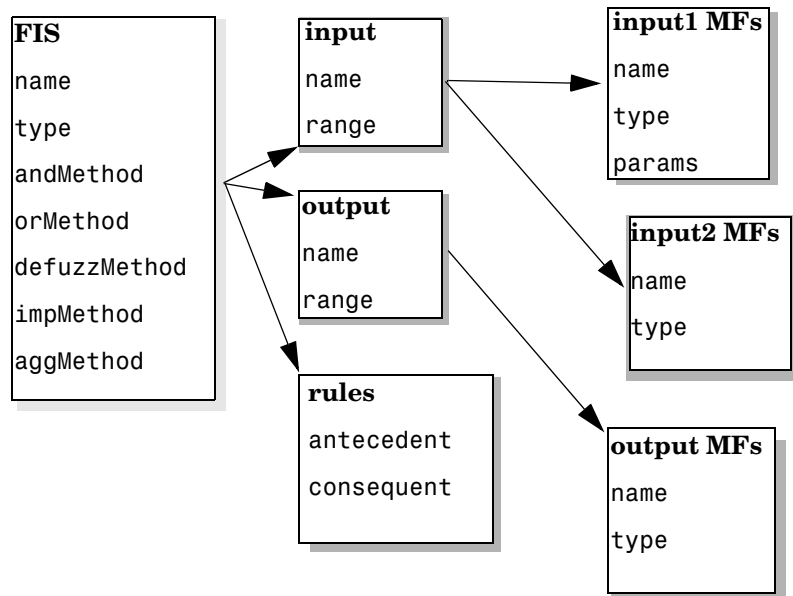 FIS
name
type
andMethod
orMethod
defuzzMethod
impMethod
aggMethod
input
name
range
output
name
range
rules
antecedent
consequent
input1 MFs
name
type
params
input2 MFs
name
type
output MFs
name
type